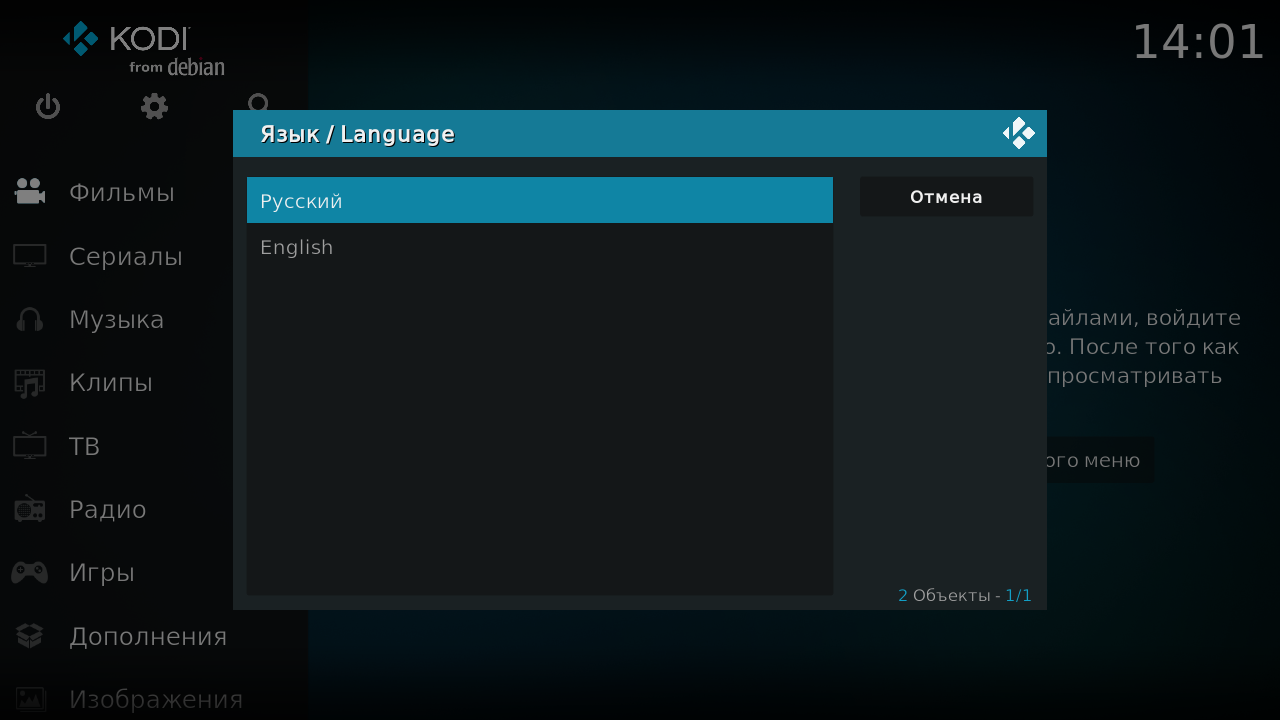 KODI
from debian
14:01
Язык / Language
Русский
English
Отмена
2 Объекты - 1/1
Фильмы
Сериалы
Музыка
Клипы
ТВ
Радио
Игры
Дополнения
Изображения
айлами, войдите
о. После того как
просматривать
ого меню